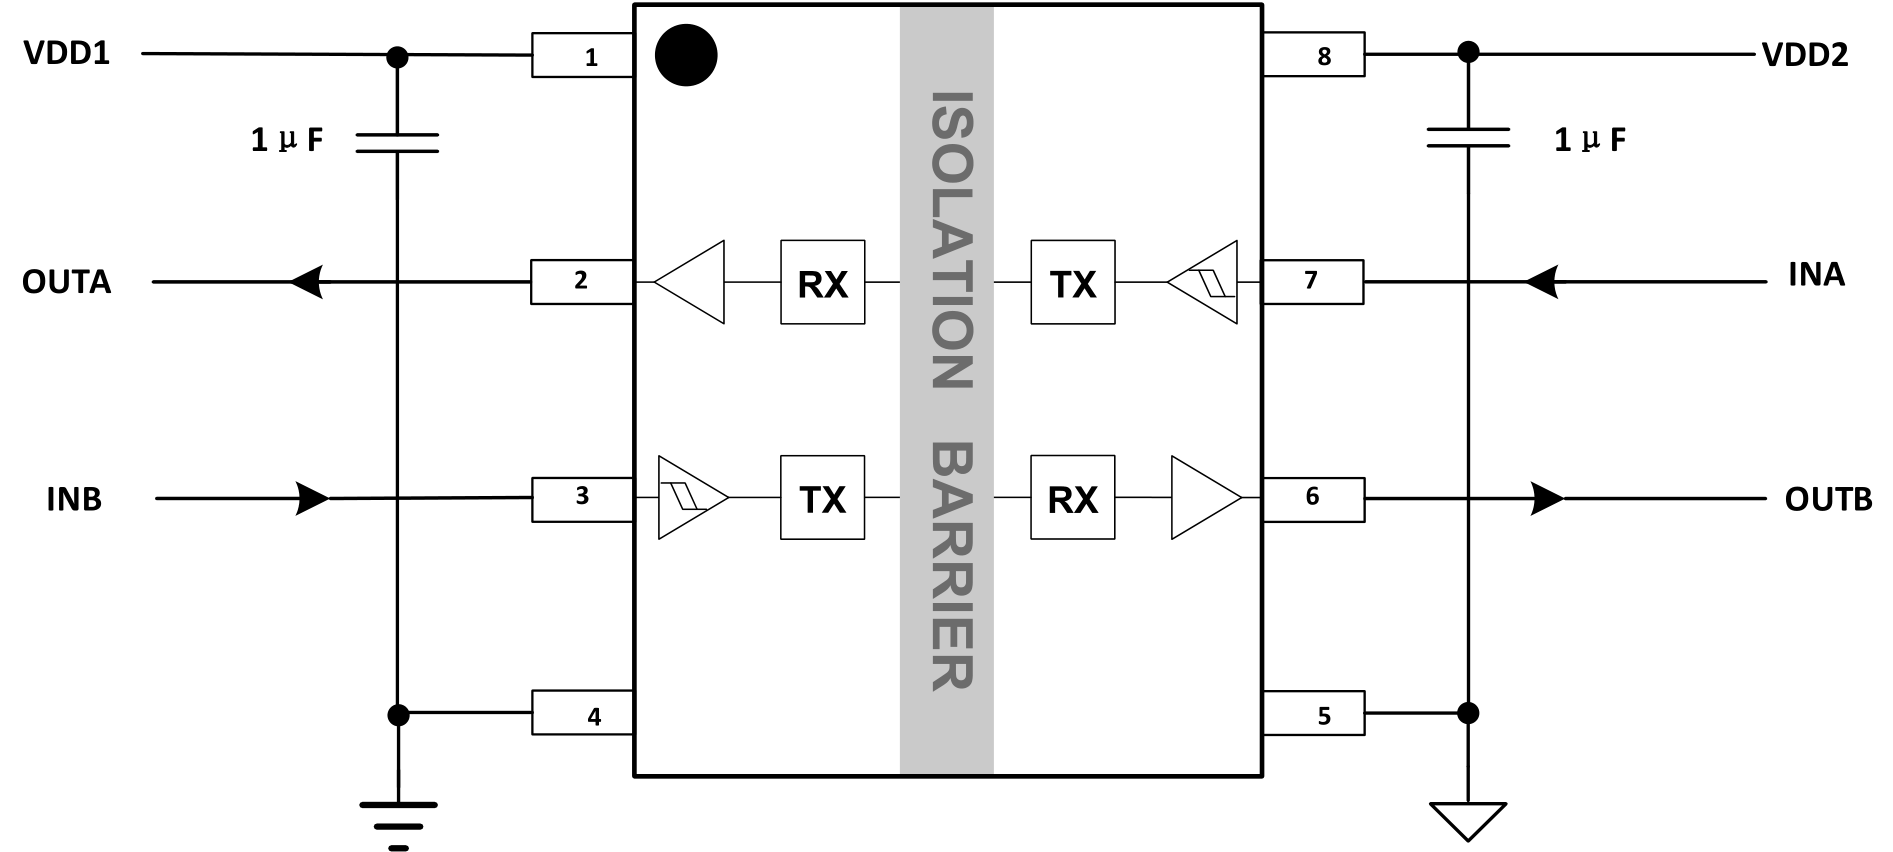 VDD1
1
8
VDD2
1 μ F
1 μ F
ISOLATION BARRIER
OUTA
2
RX
TX
7
INA
INB
3
TX
RX
6
OUTB
4
5